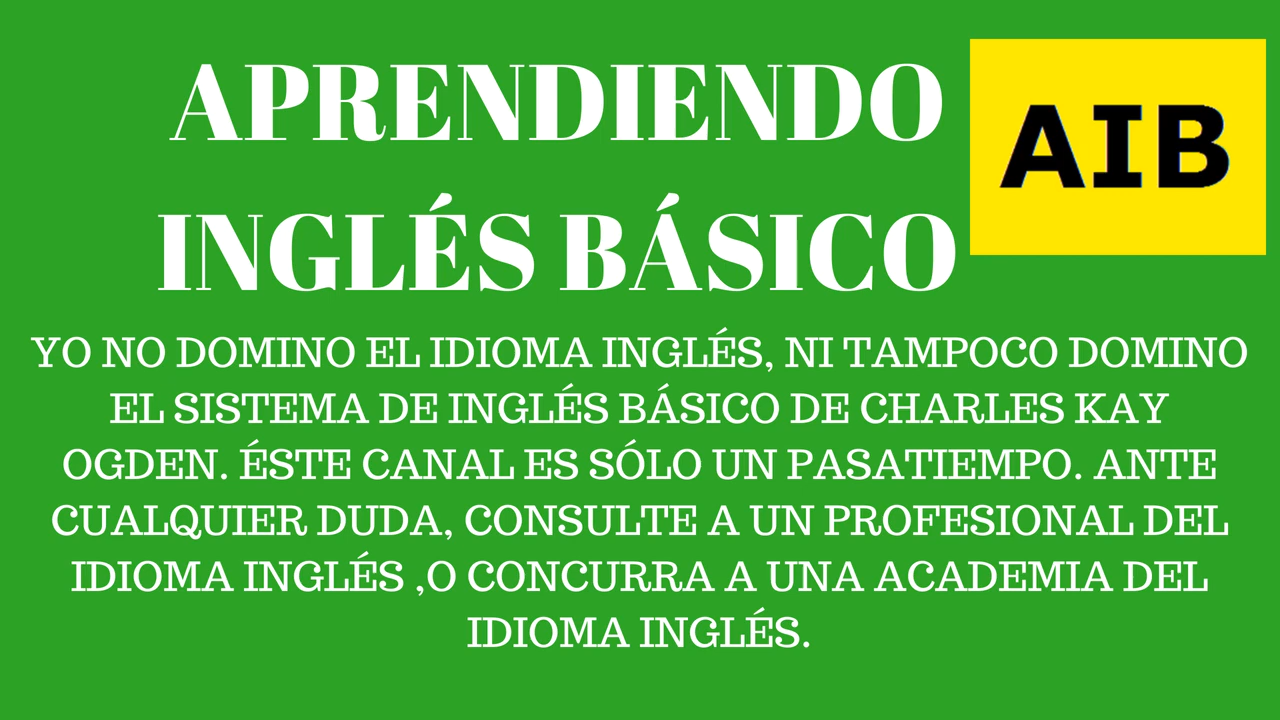 APRENDIENDO
AIB
INGLÉS BÁSICO
YO NO DOMINO EL IDIOMA INGLÉS, NI TAMPOCO DOMINO
EL SISTEMA DE INGLÉS BÁSICO DE CHARLES KAY
OGDEN. ÉSTE CANAL ES SÓLO UN PASATIEMPO. ANTE
CUALQUIER DUDA, CONSULTE A UN PROFESIONAL DEL
IDIOMA INGLÉS ,O CONCURRA A UNA ACADEMIA DEL
IDIOMA INGLÉS.